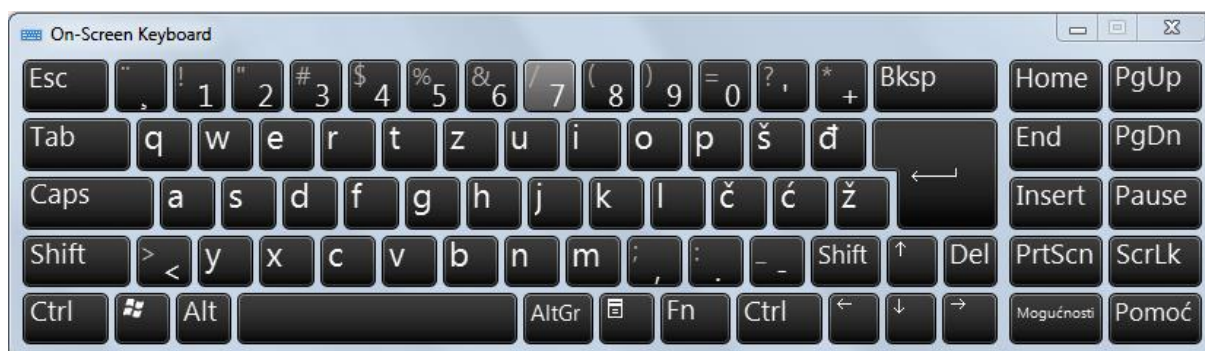 On-Screen Keyboard
Esc ¨ ¸ ! 1 " 2 # 3 $ 4 % 5 & 6 / 7 ( 8 ) 9 = 0 ? ' * + Bksp Home PgUp
Tab q w e r t z u i o p š đ End PgDn
Caps a s d f g h j k l č ć ž Insert Pause
Shift > < y x c v b n m ; , : . _ - Shift ↑ Del PrtScn ScrLk
Ctrl Alt AltGr Fn Ctrl ← ↓ → Mogućnosti Pomoć